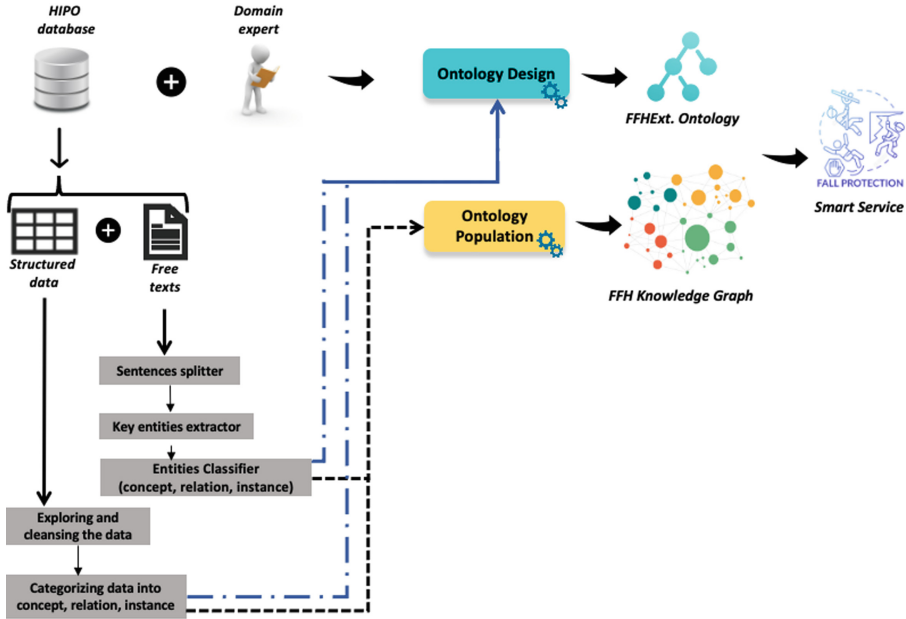 HIPO
database
Domain
expert
Ontology Design
FFHExt. Ontology
FALL PROTECTION
Smart Service
Structured
data
Free
texts
Ontology
Population
FFH Knowledge Graph
Sentences splitter
Key entities extractor
Entities Classifier
(concept, relation, instance)
Exploring and
cleansing the data
Categorizing data into
concept, relation, instance